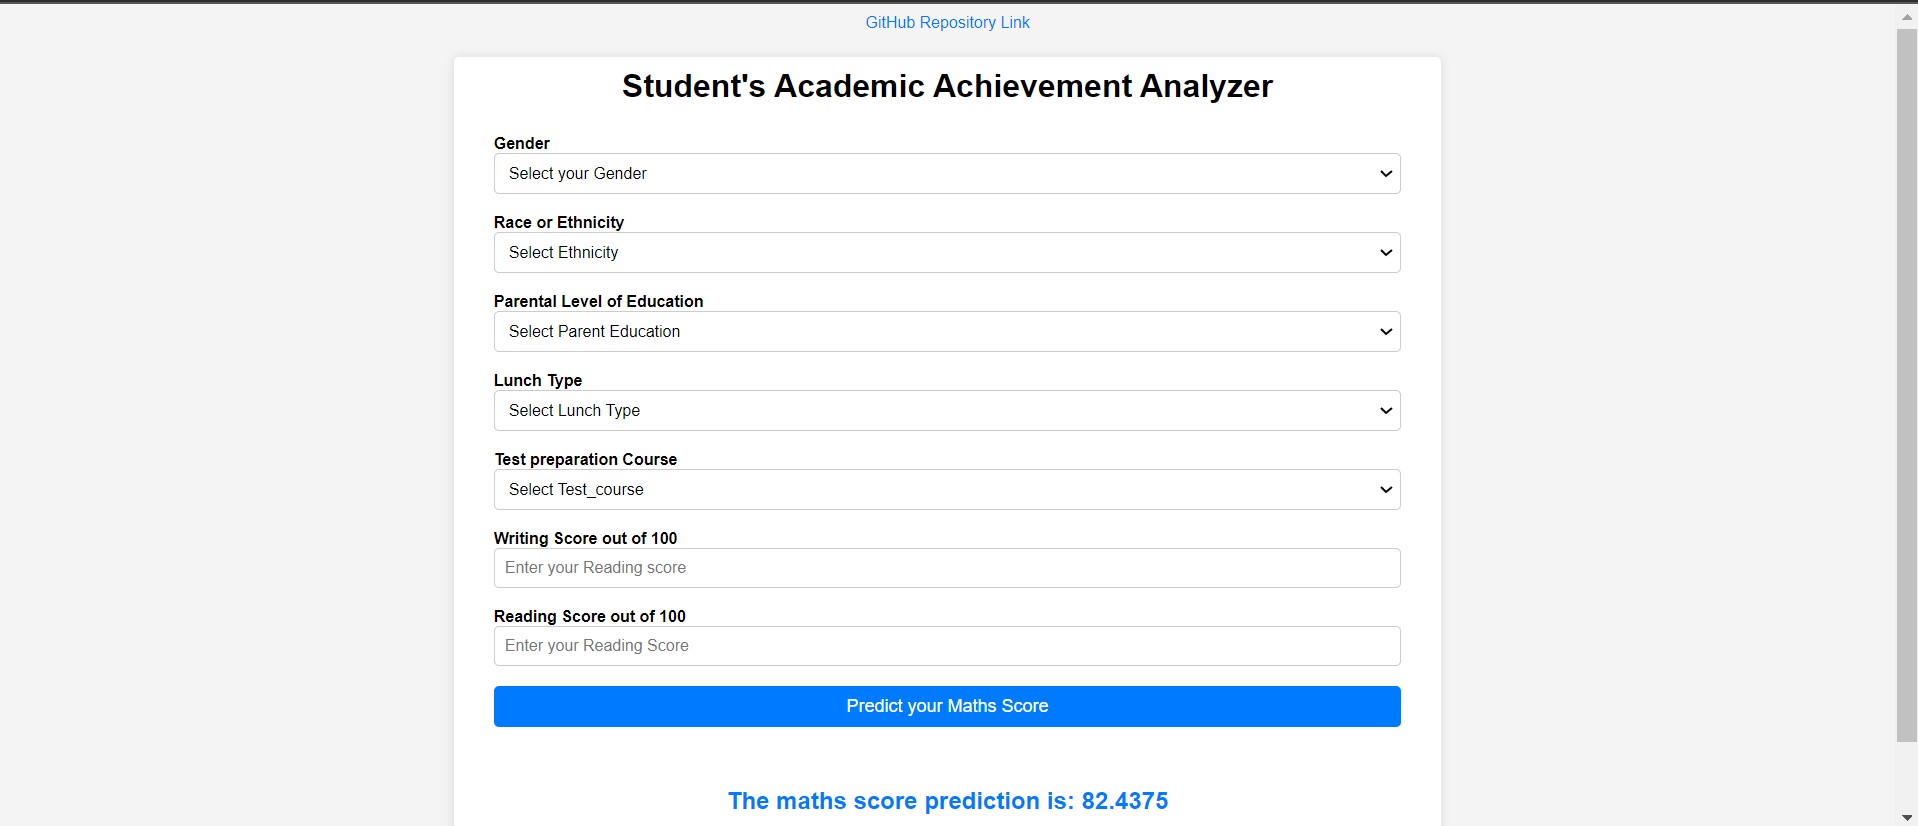 GitHub Repository Link
Student's Academic Achievement Analyzer
Gender
Select your Gender
Race or Ethnicity
Select Ethnicity
Parental Level of Education
Select Parent Education
Lunch Type
Select Lunch Type
Test preparation Course
Select Test_course
Writing Score out of 100
Enter your Reading score
Reading Score out of 100
Enter your Reading Score
Predict your Maths Score
The maths score prediction is: 82.4375